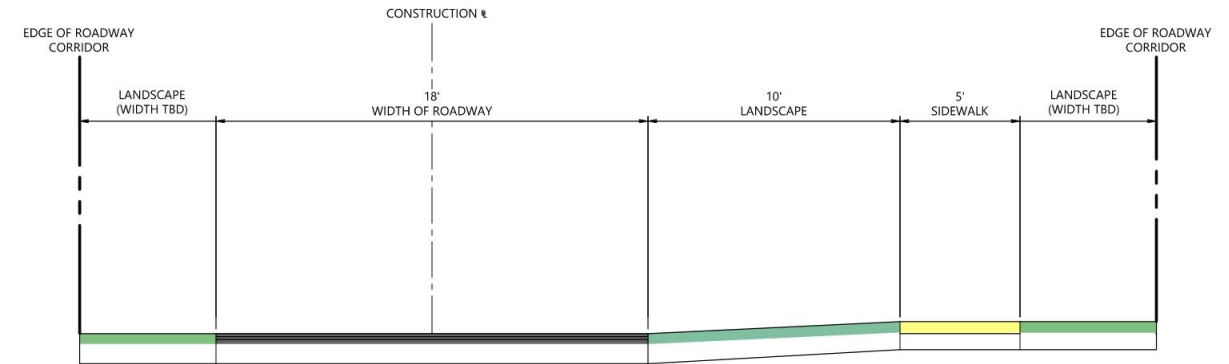 CONSTRUCTION ℄
EDGE OF ROADWAY
CORRIDOR
EDGE OF ROADWAY
CORRIDOR
LANDSCAPE
(WIDTH TBD)
18'
WIDTH OF ROADWAY
10'
LANDSCAPE
5'
SIDEWALK
LANDSCAPE
(WIDTH TBD)